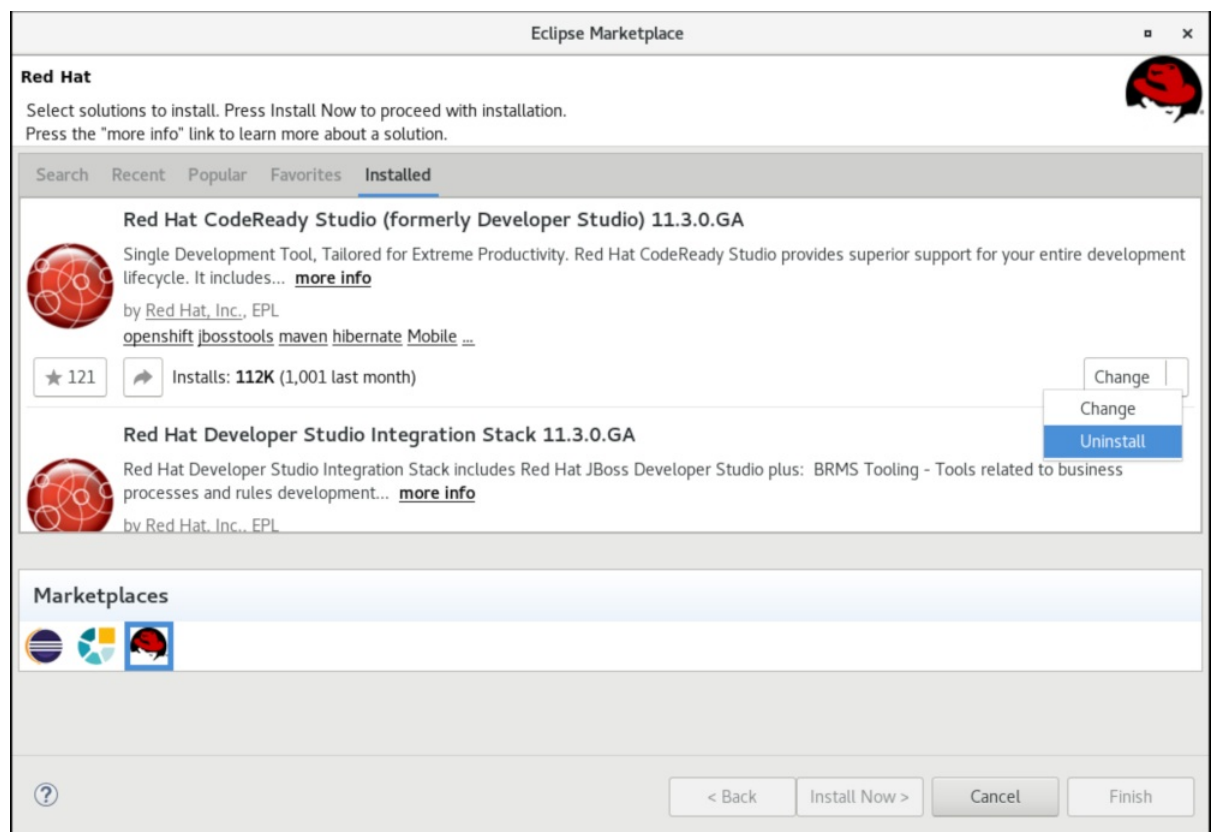 Eclipse Marketplace
Red Hat
Select solutions to install. Press Install Now to proceed with installation.
Press the "more info" link to learn more about a solution.
Search Recent Popular Favorites Installed
Red Hat CodeReady Studio (formerly Developer Studio) 11.3.0.GA
Single Development Tool, Tailored for Extreme Productivity. Red Hat CodeReady Studio provides superior support for your entire development
lifecycle. It includes... more info
by Red Hat, Inc., EPL
openshift jbosstools maven hibernate Mobile ...
121 Installs: 112K (1,001 last month) Change
Change
Uninstall
Red Hat Developer Studio Integration Stack 11.3.0.GA
Red Hat Developer Studio Integration Stack includes Red Hat JBoss Developer Studio plus: BRMS Tooling - Tools related to business
processes and rules development... more info
by Red Hat, Inc., EPL
Marketplaces
? < Back Install Now > Cancel Finish